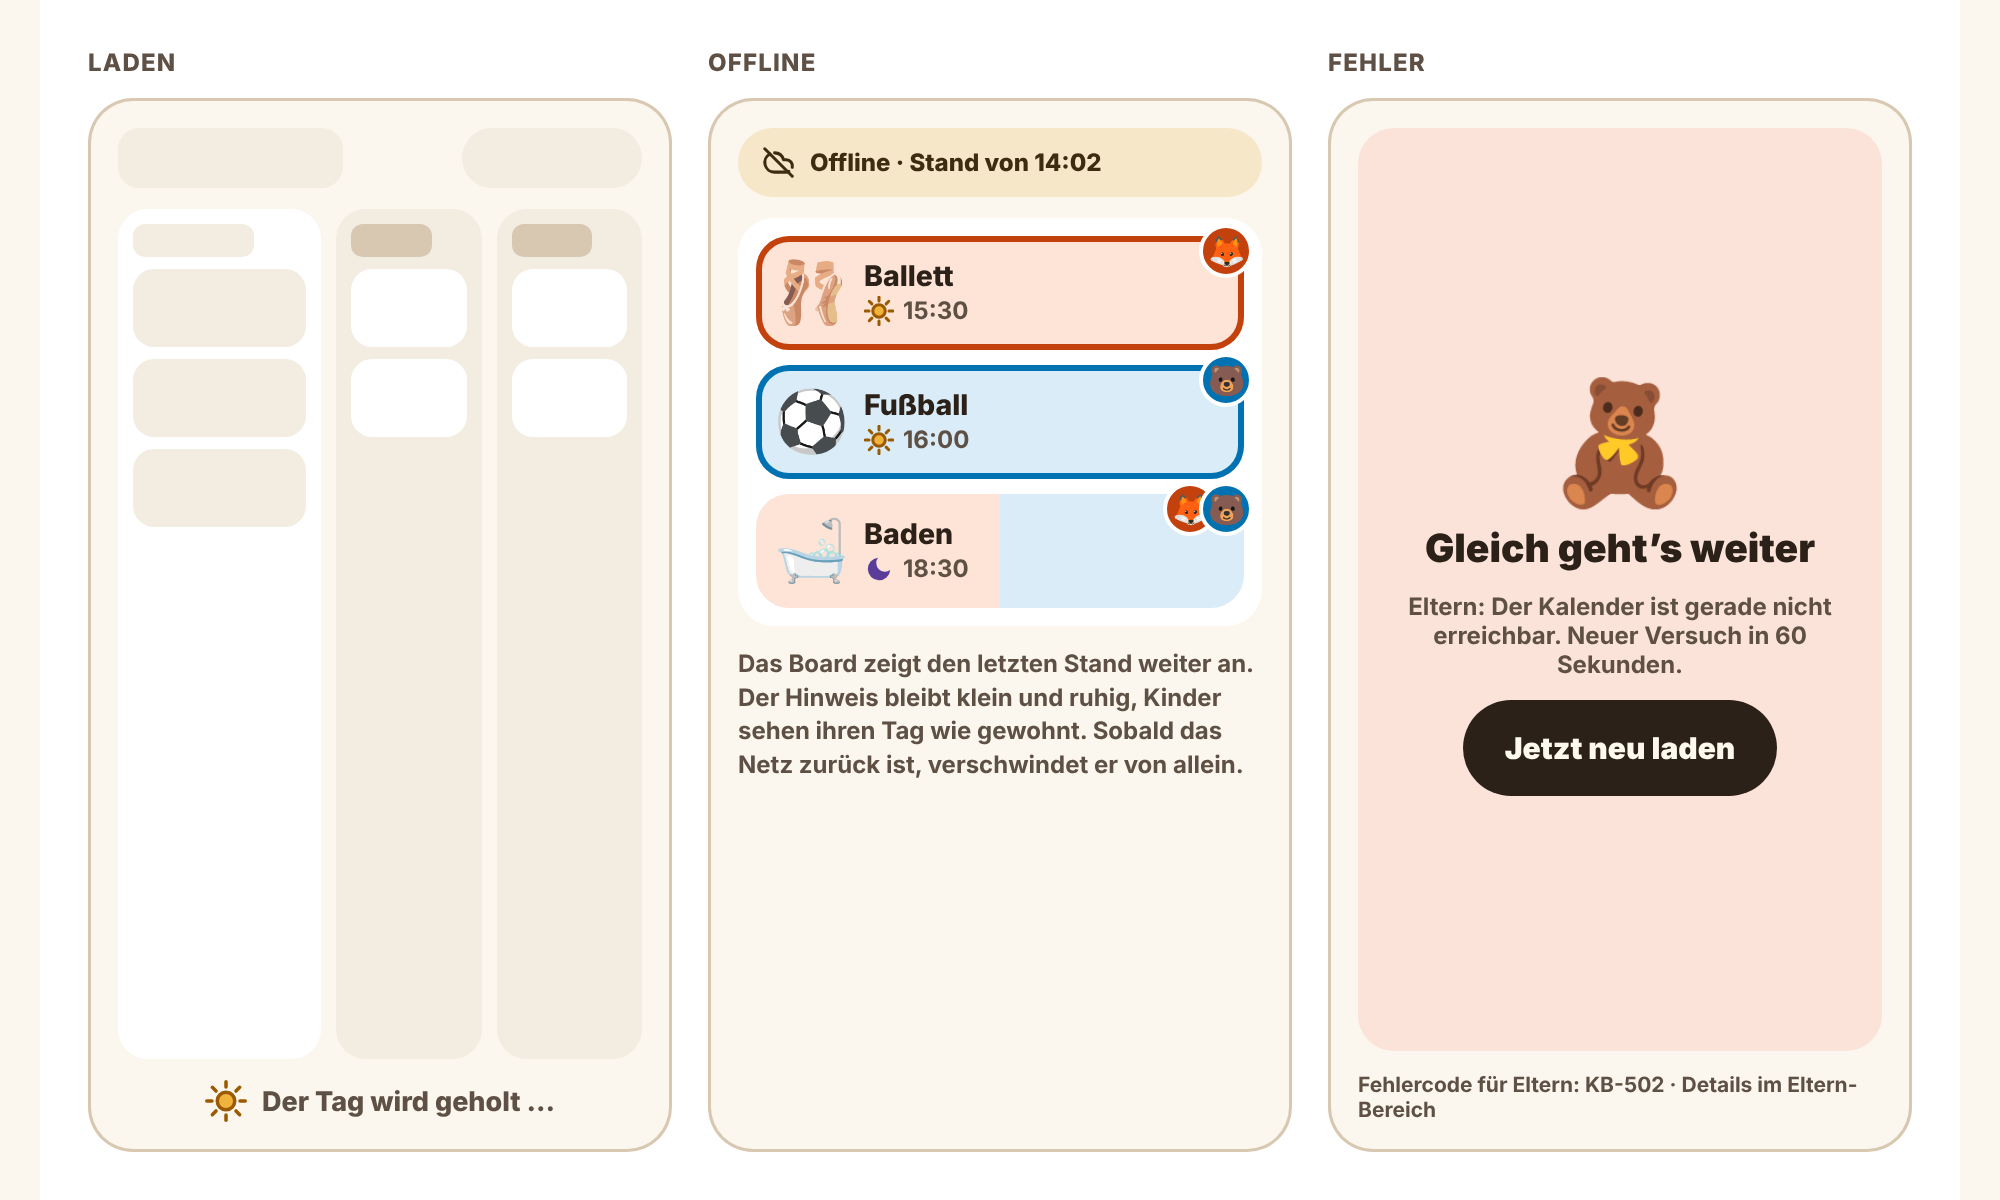 LADEN
Der Tag wird geholt …
OFFLINE
Offline · Stand von 14:02
Ballett
15:30
Fußball
16:00
Baden
18:30
Das Board zeigt den letzten Stand weiter an.
Der Hinweis bleibt klein und ruhig, Kinder
sehen ihren Tag wie gewohnt. Sobald das
Netz zurück ist, verschwindet er von allein.
FEHLER
Gleich geht’s weiter
Eltern: Der Kalender ist gerade nicht
erreichbar. Neuer Versuch in 60
Sekunden.
Jetzt neu laden
Fehlercode für Eltern: KB-502 · Details im Eltern-
Bereich